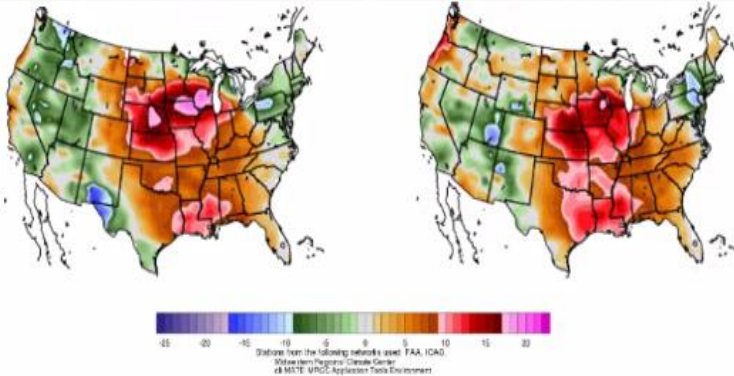 -25 -20 -15 -10 -5 0 5 10 15 20
Stations from the following networks used: FAA, ICAO,
Midwestern Regional Climate Center
cli-MATE: MRCC Application Tools Environment